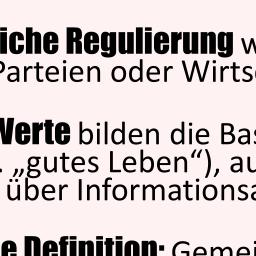 iche Regulierung w
Parteien oder Wirts
Werte bilden die Bas
. „gutes Leben“), au
über Informationsa
e Definition: Gemei